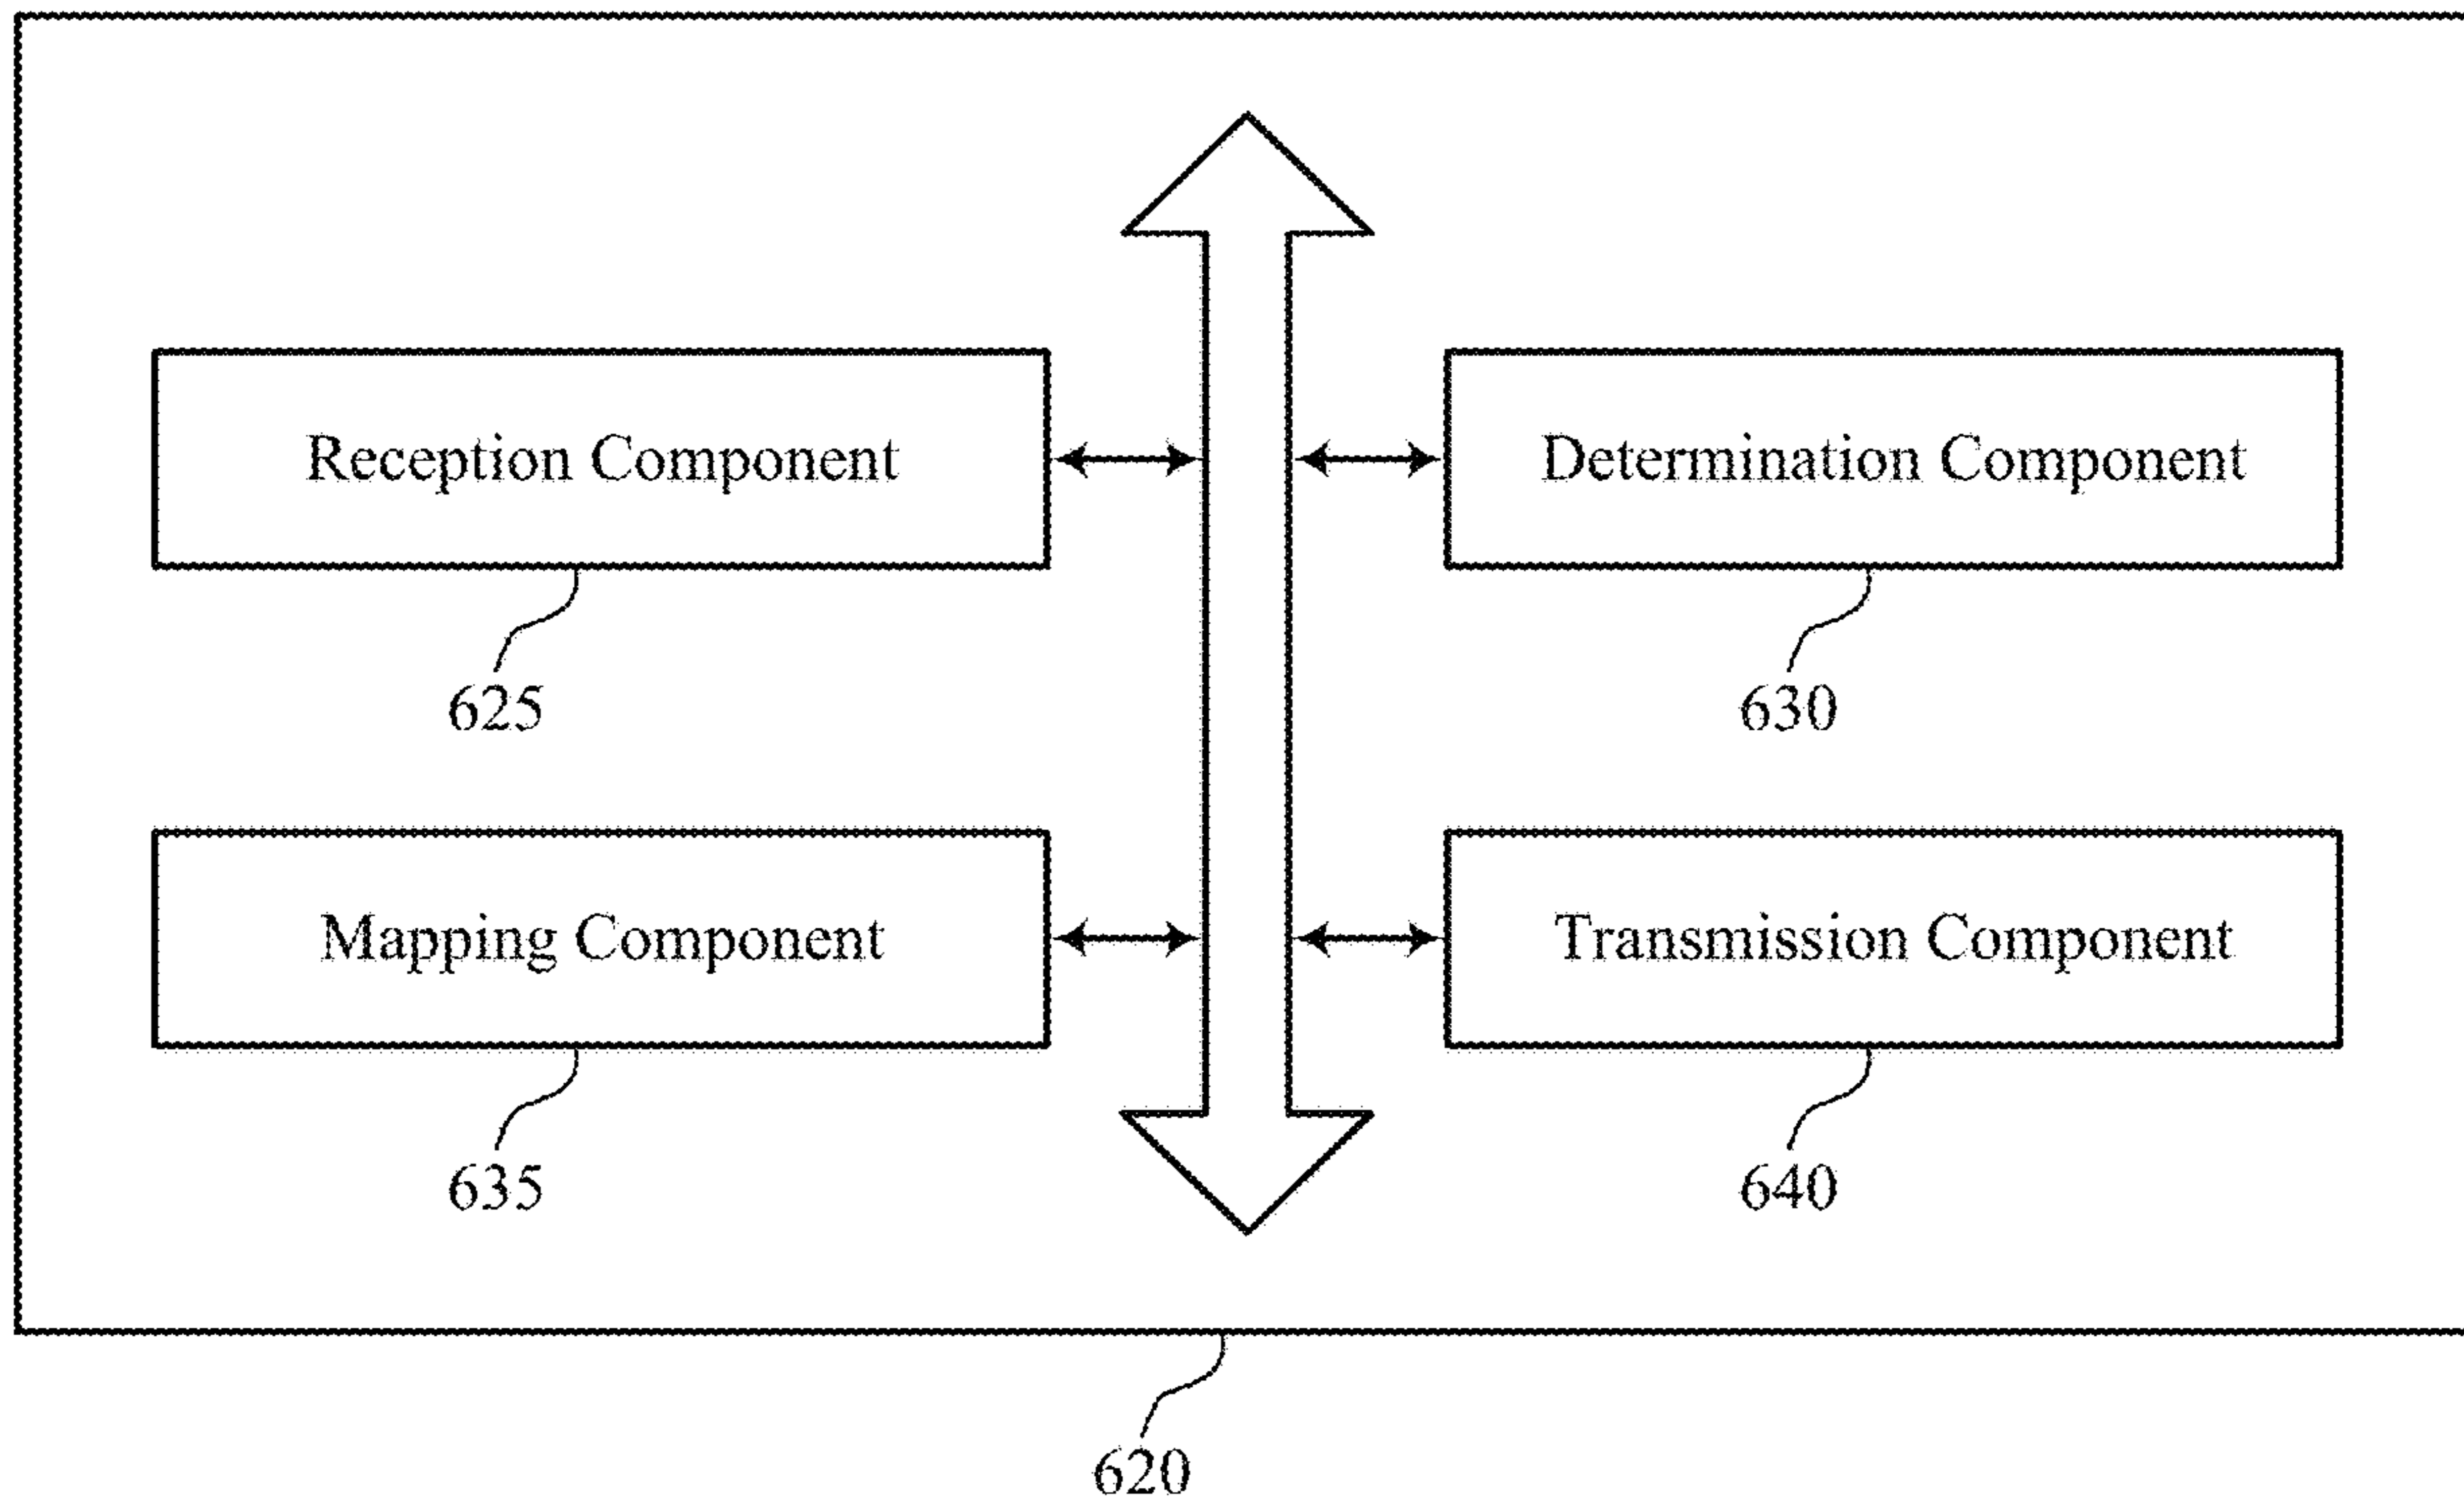 Reception Component
Determination Component
625
630
Mapping Component
Transmission Component
635
640
620